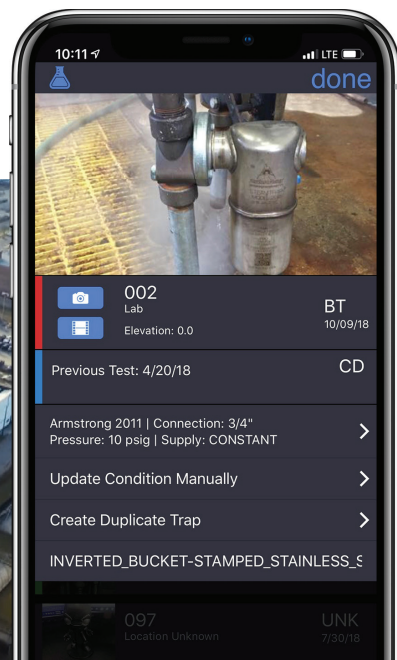 10:11
LTE
done
002
Lab
BT
Elevation: 0.0
10/09/18
Previous Test: 4/20/18
CD
Armstrong 2011 | Connection: 3/4"
Pressure: 10 psig | Supply: CONSTANT
Update Condition Manually
Create Duplicate Trap
INVERTED_BUCKET-STAMPED_STAINLESS_S
097
UNK
Location Unknown
7/30/18